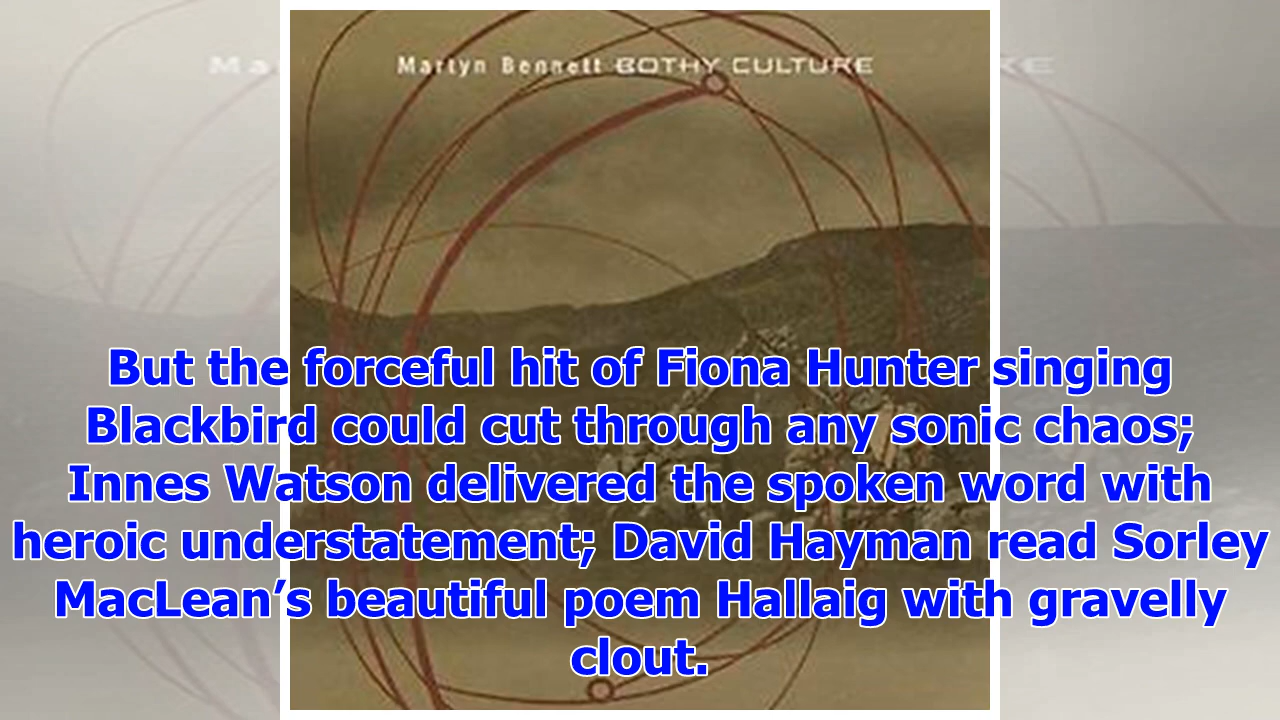 Ma
Martyn Bennett BOTHY CULTURE
KE
But the forceful hit of Fiona Hunter singing
Blackbird could cut through any sonic chaos;
Innes Watson delivered the spoken word with
heroic understatement; David Hayman read Sorley
MacLean’s beautiful poem Hallaig with gravelly
clout.